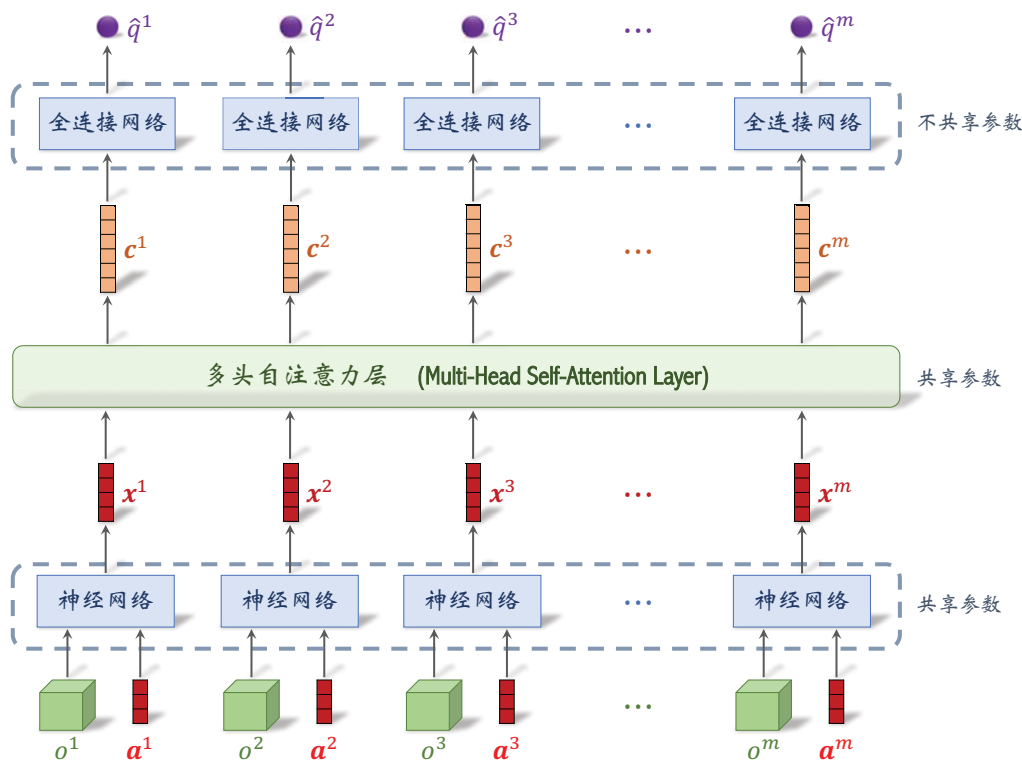 q̂¹ q̂² q̂³ ... q̂ᵐ
全连接网络 全连接网络 全连接网络 ... 全连接网络 不共享参数
c¹ c² c³ ... cᵐ
多头自注意力层 (Multi-Head Self-Attention Layer) 共享参数
x¹ x² x³ ... xᵐ
神经网络 神经网络 神经网络 ... 神经网络 共享参数
...
o¹ a¹ o² a² o³ a³ oᵐ aᵐ